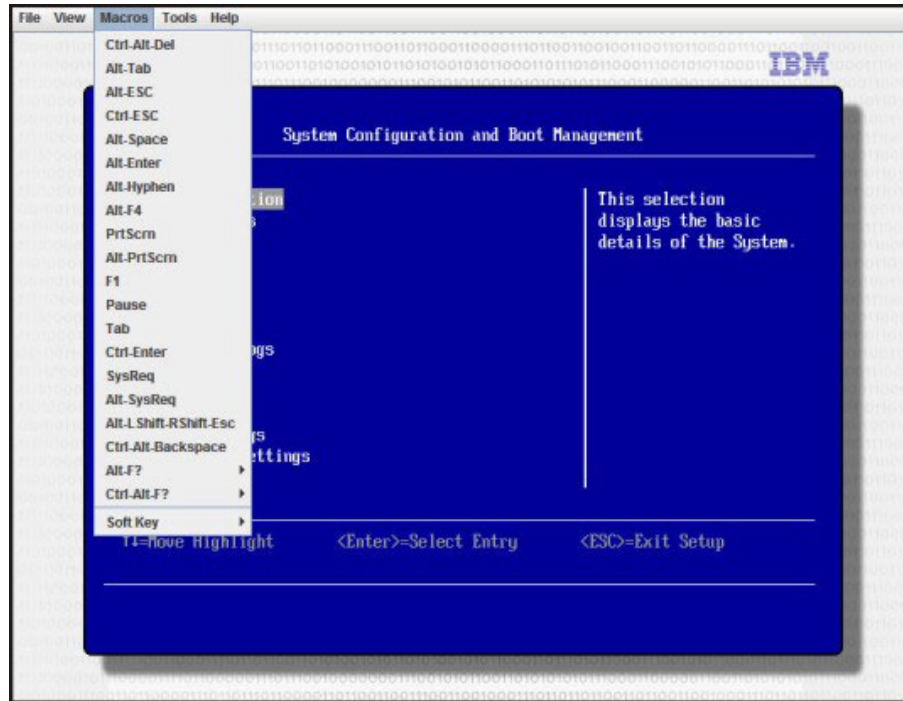 File View Macros Tools Help
Ctrl-Alt-Del
Alt-Tab
Alt-ESC
Ctrl-ESC
Alt-Space
Alt-Enter
Alt-Hyphen
Alt-F4
PrtScrn
Alt-PrtScrn
F1
Pause
Tab
Ctrl-Enter
SysReq
Alt-SysReq
Alt-LShift-RShift-Esc
Ctrl-Alt-Backspace
Alt-F?
Ctrl-Alt-F?
Soft Key
IBM
System Configuration and Boot Management
This selection
displays the basic
details of the System.
↑↓=Move Highlight <Enter>=Select Entry <ESC>=Exit Setup